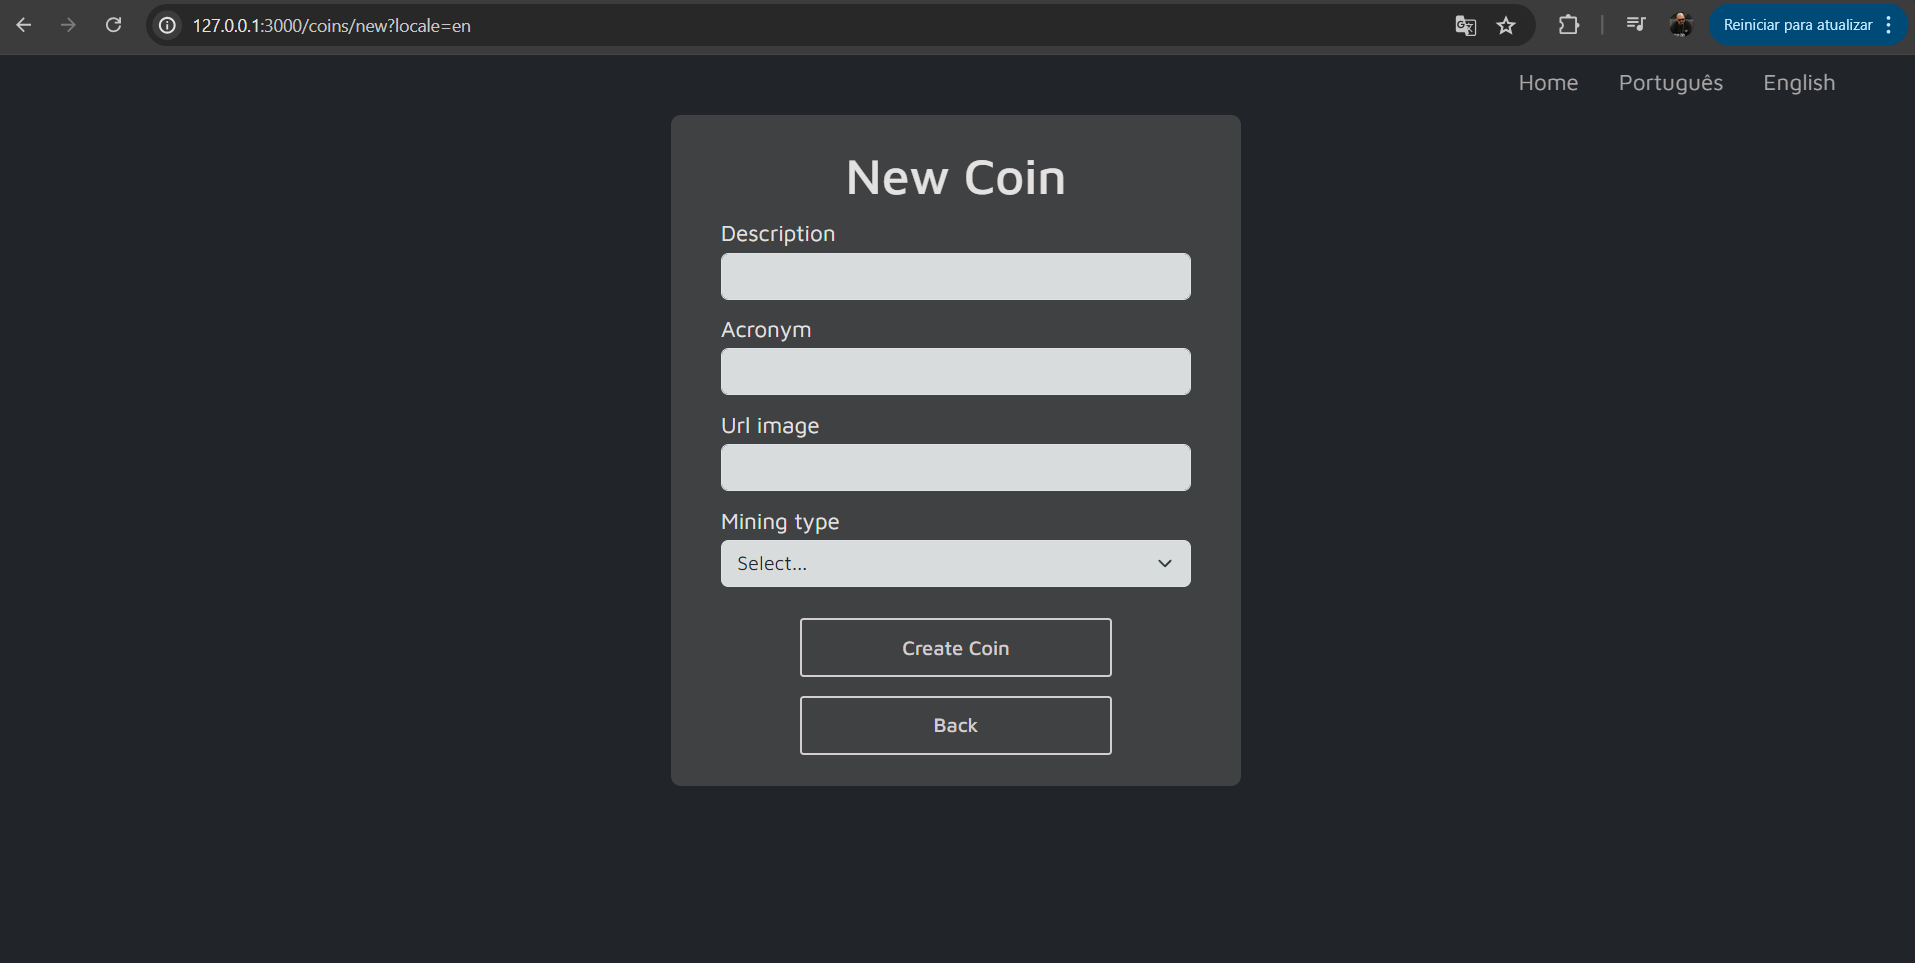 127.0.0.1:3000/coins/new?locale=en
Reiniciar para atualizar
Home Português English
New Coin
Description
Acronym
Url image
Mining type
Select...
Create Coin
Back